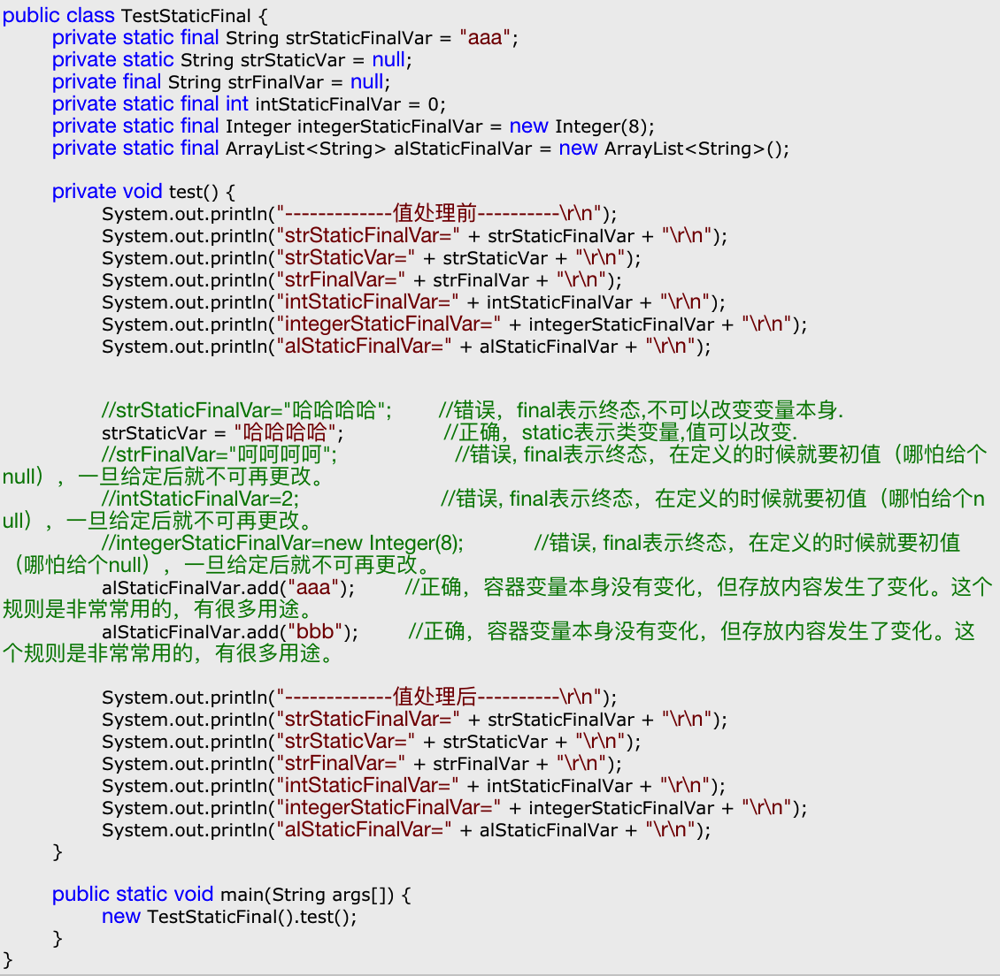 public class TestStaticFinal {
private static final String strStaticFinalVar = "aaa";
private static String strStaticVar = null;
private final String strFinalVar = null;
private static final int intStaticFinalVar = 0;
private static final Integer integerStaticFinalVar = new Integer(8);
private static final ArrayList<String> alStaticFinalVar = new ArrayList<String>();
private void test() {
System.out.println("-------------值处理前----------\r\n");
System.out.println("strStaticFinalVar=" + strStaticFinalVar + "\r\n");
System.out.println("strStaticVar=" + strStaticVar + "\r\n");
System.out.println("strFinalVar=" + strFinalVar + "\r\n");
System.out.println("intStaticFinalVar=" + intStaticFinalVar + "\r\n");
System.out.println("integerStaticFinalVar=" + integerStaticFinalVar + "\r\n");
System.out.println("alStaticFinalVar=" + alStaticFinalVar + "\r\n");
//strStaticFinalVar="哈哈哈哈"; //错误，final表示终态,不可以改变变量本身.
strStaticVar = "哈哈哈哈"; //正确，static表示类变量,值可以改变.
//strFinalVar="呵呵呵呵"; //错误, final表示终态，在定义的时候就要初值（哪怕给个
null），一旦给定后就不可再更改。
//intStaticFinalVar=2; //错误, final表示终态，在定义的时候就要初值（哪怕给个n
ull），一旦给定后就不可再更改。
//integerStaticFinalVar=new Integer(8); //错误, final表示终态，在定义的时候就要初值
（哪怕给个null），一旦给定后就不可再更改。
alStaticFinalVar.add("aaa"); //正确，容器变量本身没有变化，但存放内容发生了变化。这个
规则是非常常用的，有很多用途。
alStaticFinalVar.add("bbb"); //正确，容器变量本身没有变化，但存放内容发生了变化。这
个规则是非常常用的，有很多用途。
System.out.println("-------------值处理后----------\r\n");
System.out.println("strStaticFinalVar=" + strStaticFinalVar + "\r\n");
System.out.println("strStaticVar=" + strStaticVar + "\r\n");
System.out.println("strFinalVar=" + strFinalVar + "\r\n");
System.out.println("intStaticFinalVar=" + intStaticFinalVar + "\r\n");
System.out.println("integerStaticFinalVar=" + integerStaticFinalVar + "\r\n");
System.out.println("alStaticFinalVar=" + alStaticFinalVar + "\r\n");
}
public static void main(String args[]) {
new TestStaticFinal().test();
}
}